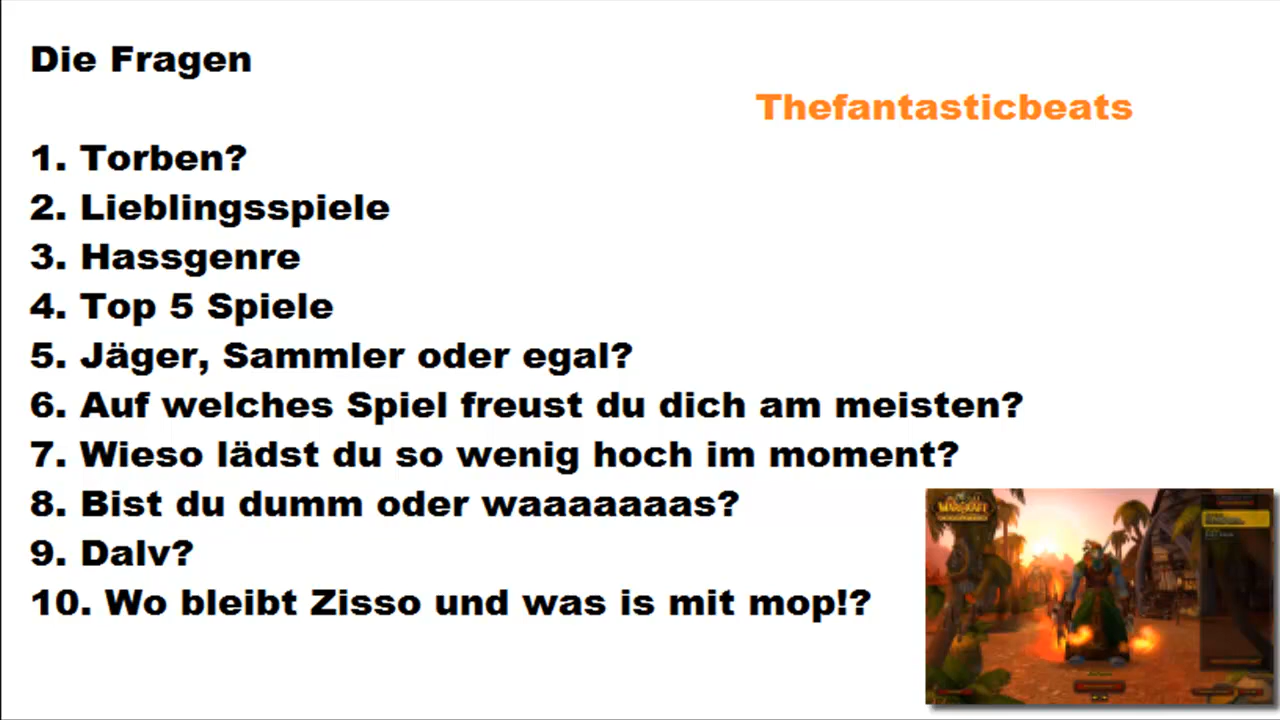 Die Fragen
Thefantasticbeats
1. Torben?
2. Lieblingsspiele
3. Hassgenre
4. Top 5 Spiele
5. Jäger, Sammler oder egal?
6. Auf welches Spiel freust du dich am meisten?
7. Wieso lädst du so wenig hoch im moment?
8. Bist du dumm oder waaaaaaas?
9. Dalv?
10. Wo bleibt Zisso und was is mit mop!?
WARCRAFT